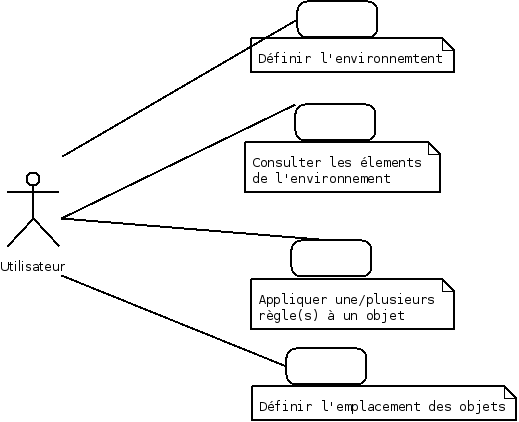 Définir l'environnemtent
Consulter les élements
de l'environnement
Utilisateur
Appliquer une/plusieurs
règle(s) à un objet
Définir l'emplacement des objets